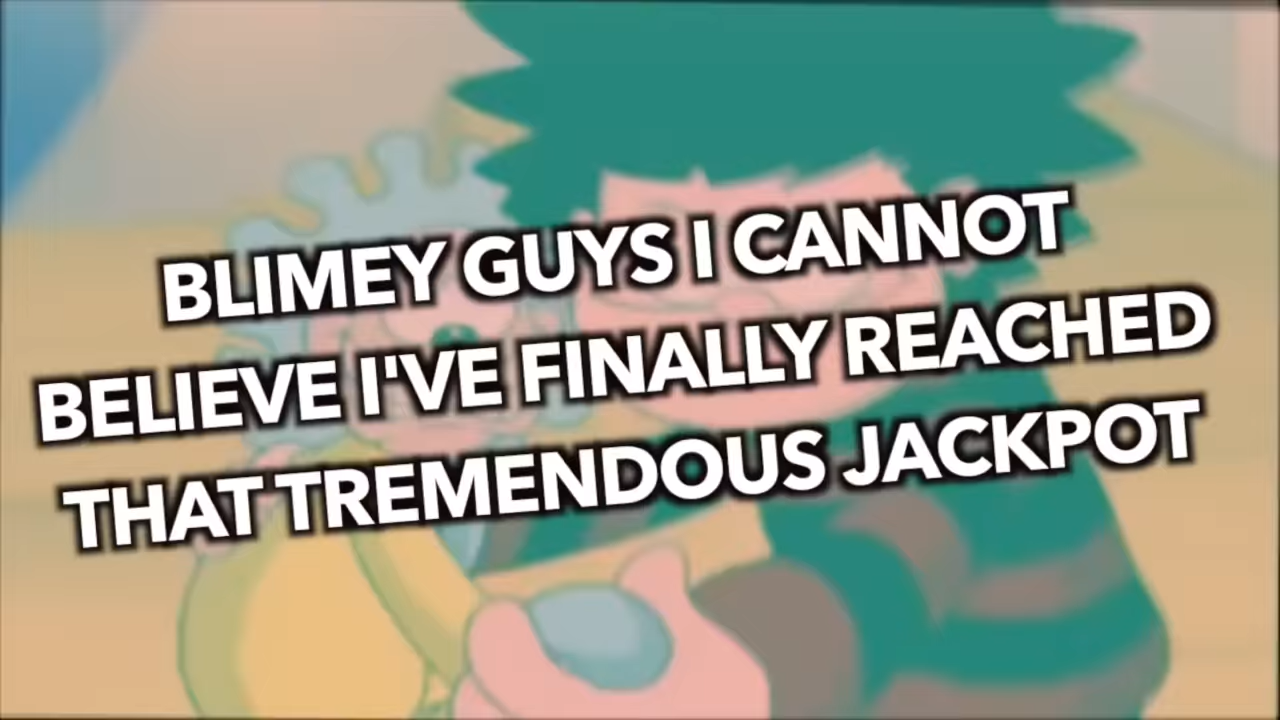 BLIMEY GUYS I CANNOT
BELIEVE I'VE FINALLY REACHED
THAT TREMENDOUS JACKPOT